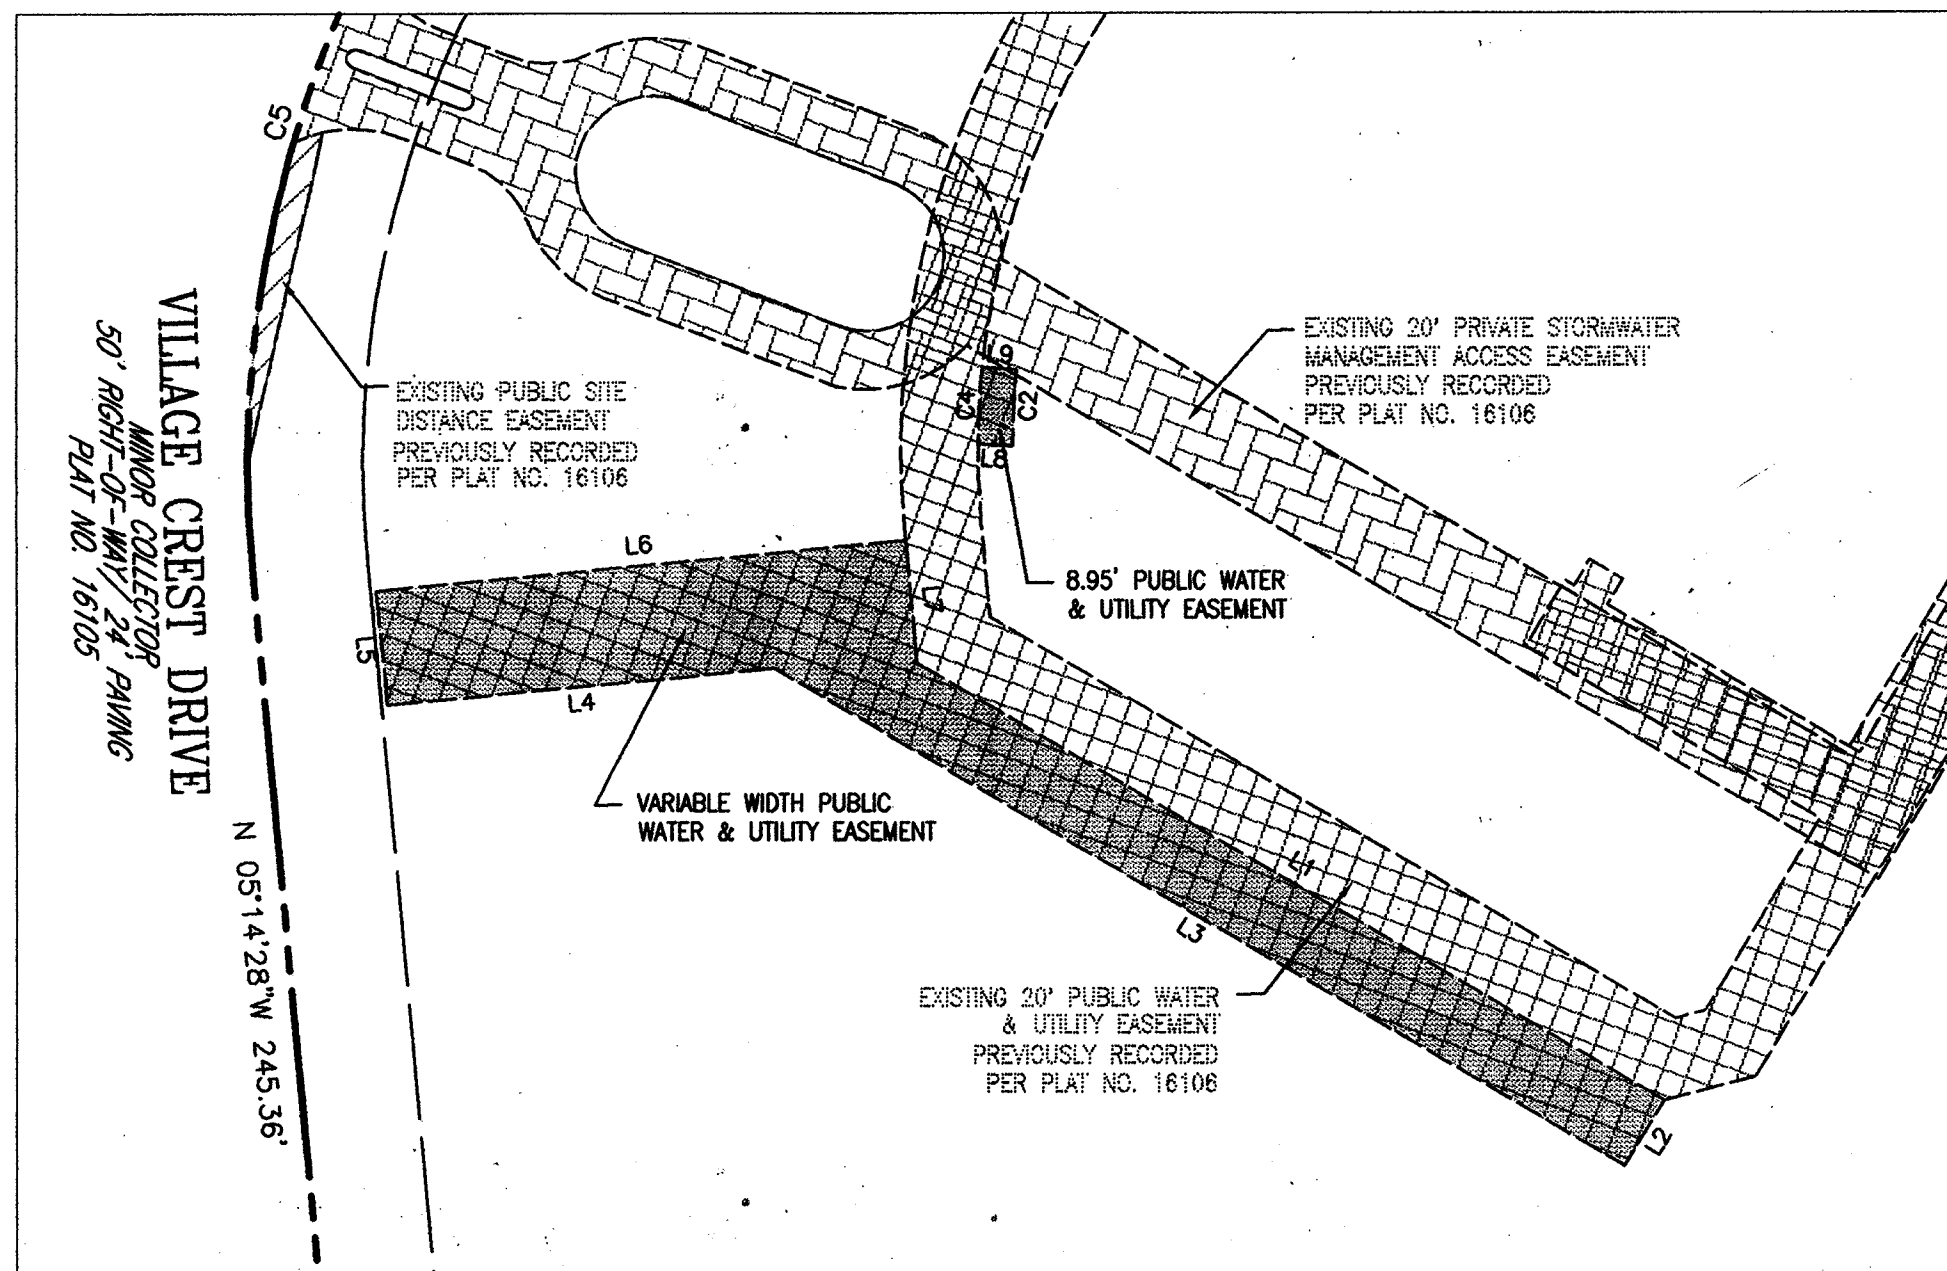 C5
EXISTING PUBLIC SITE
DISTANCE EASEMENT
PREVIOUSLY RECORDED
PER PLAT NO. 16106
EXISTING 20' PRIVATE STORMWATER
MANAGEMENT ACCESS EASEMENT
PREVIOUSLY RECORDED
PER PLAT NO. 16106
L9
C4
C2
L8
8.95' PUBLIC WATER
& UTILITY EASEMENT
L6
L7
L5
L4
VARIABLE WIDTH PUBLIC
WATER & UTILITY EASEMENT
L1
L3
L2
EXISTING 20' PUBLIC WATER
& UTILITY EASEMENT
PREVIOUSLY RECORDED
PER PLAT NO. 16106
VILLAGE CREST DRIVE
MINOR COLLECTOR
50' RIGHT-OF-WAY/ 24' PAVING
PLAT NO. 16105
N 05°14'28"W 245.36'